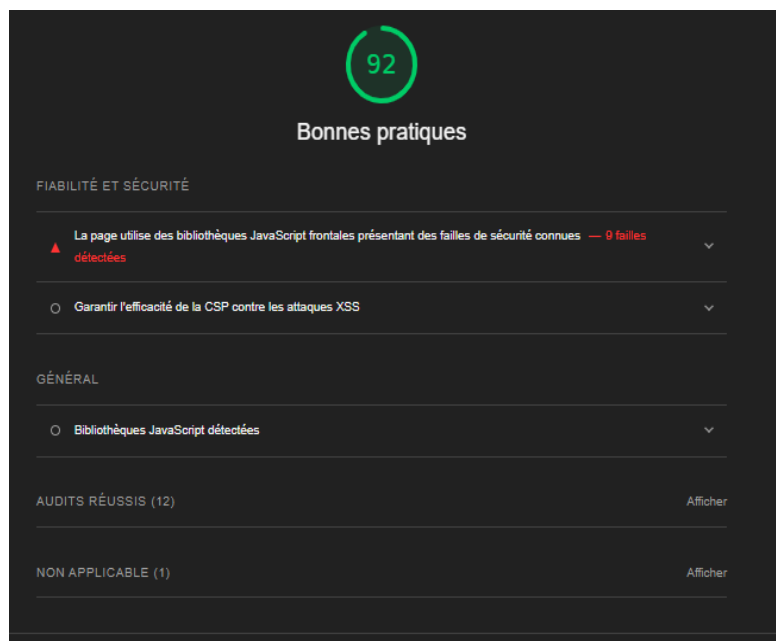 92
Bonnes pratiques
FIABILITÉ ET SÉCURITÉ
La page utilise des bibliothèques JavaScript frontales présentant des failles de sécurité connues — 9 failles
détectées
Garantir l'efficacité de la CSP contre les attaques XSS
GÉNÉRAL
Bibliothèques JavaScript détectées
AUDITS RÉUSSIS (12) Afficher
NON APPLICABLE (1) Afficher